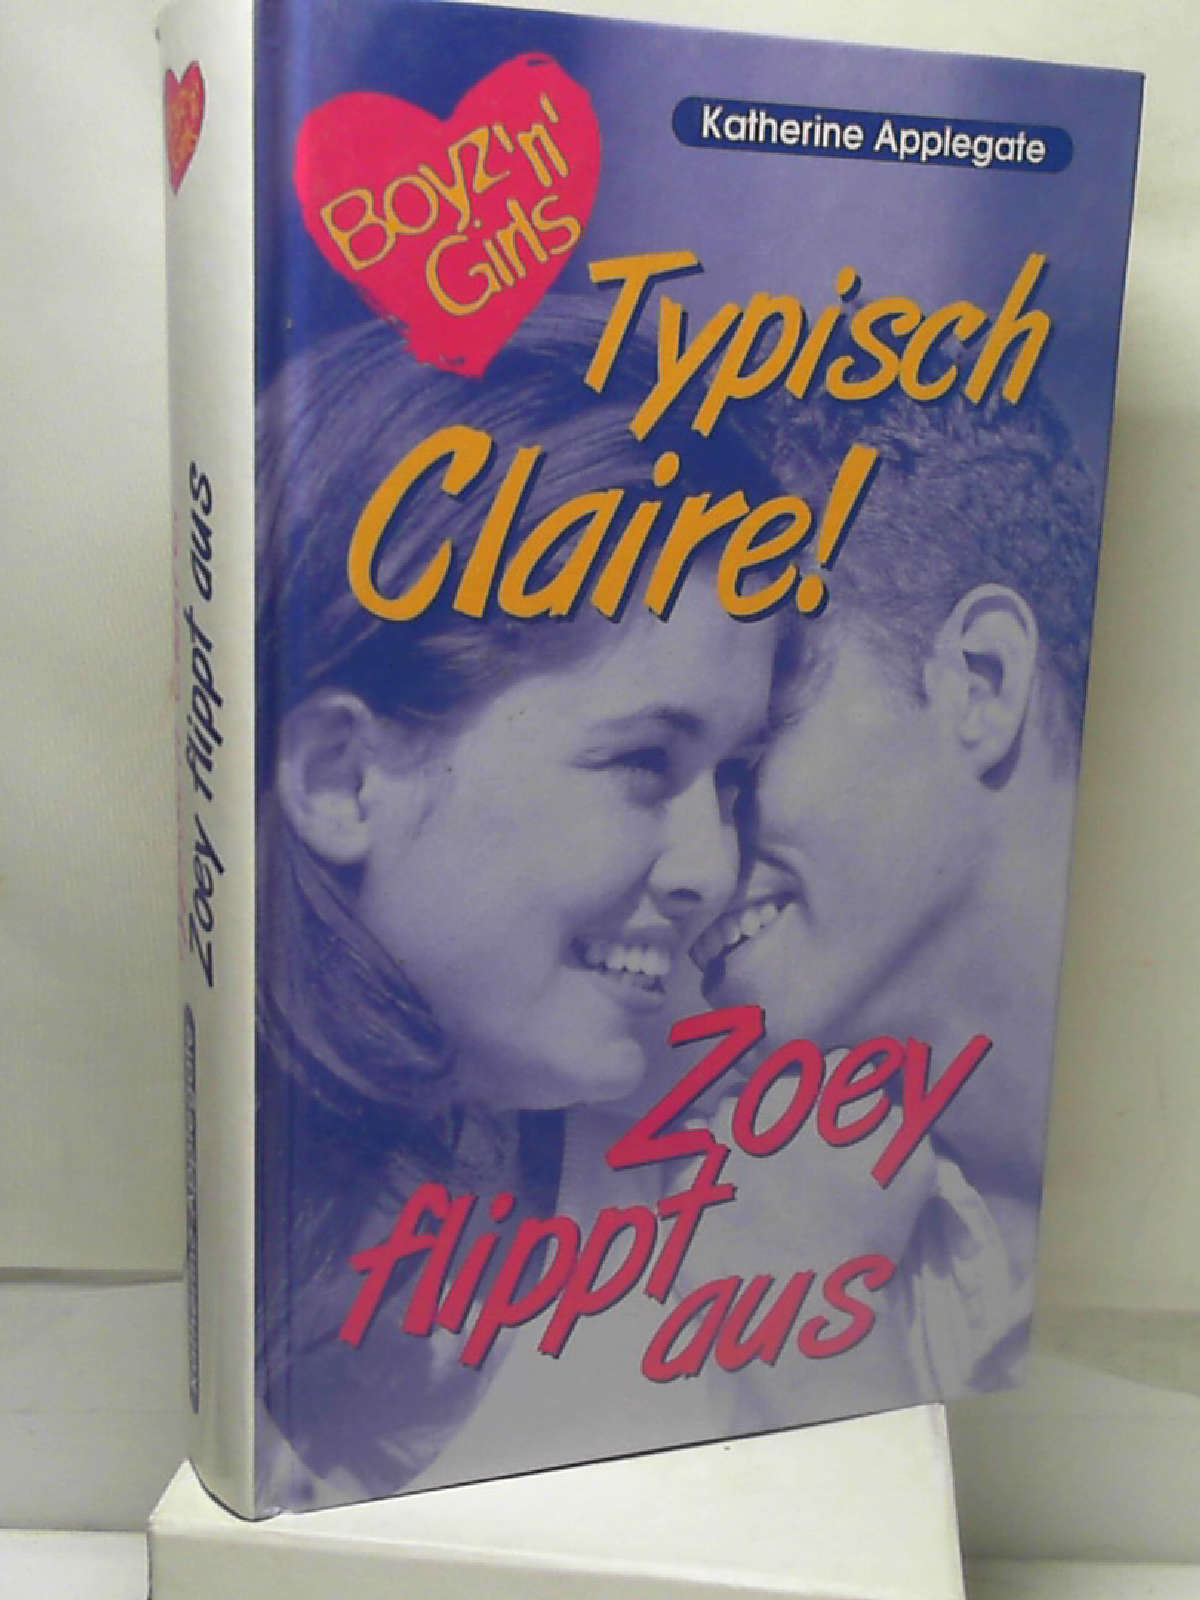 Boyz'n'
Girls
Katherine Applegate
Typisch
Claire!
Zoey
flippt
aus
Zoey flippt aus